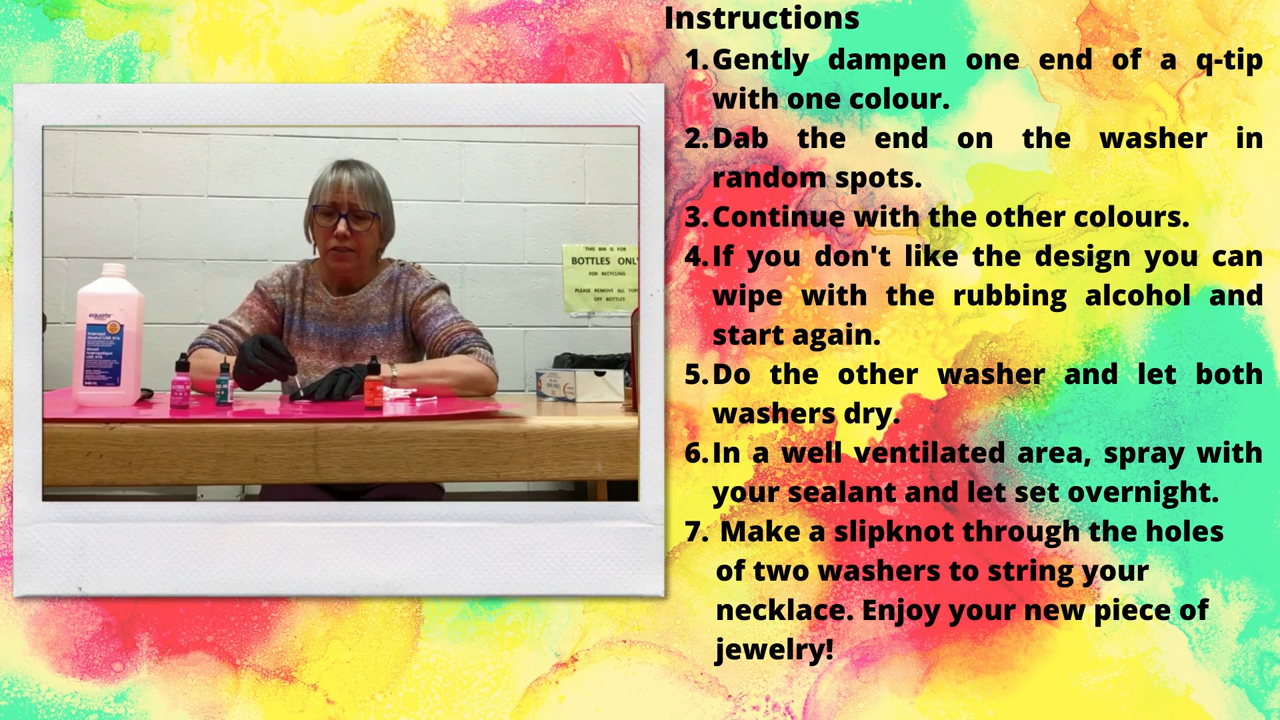 Instructions
1. Gently dampen one end of a q-tip
with one colour.
2. Dab the end on the washer in
random spots.
3. Continue with the other colours.
4. If you don't like the design you can
wipe with the rubbing alcohol and
start again.
5. Do the other washer and let both
washers dry.
6. In a well ventilated area, spray with
your sealant and let set overnight.
7. Make a slipknot through the holes
of two washers to string your
necklace. Enjoy your new piece of
jewelry!
THIS BIN IS FOR
BOTTLES ONLY
FOR RECYCLING
PLEASE REMOVE ALL TOPS
OFF BOTTLES
equate